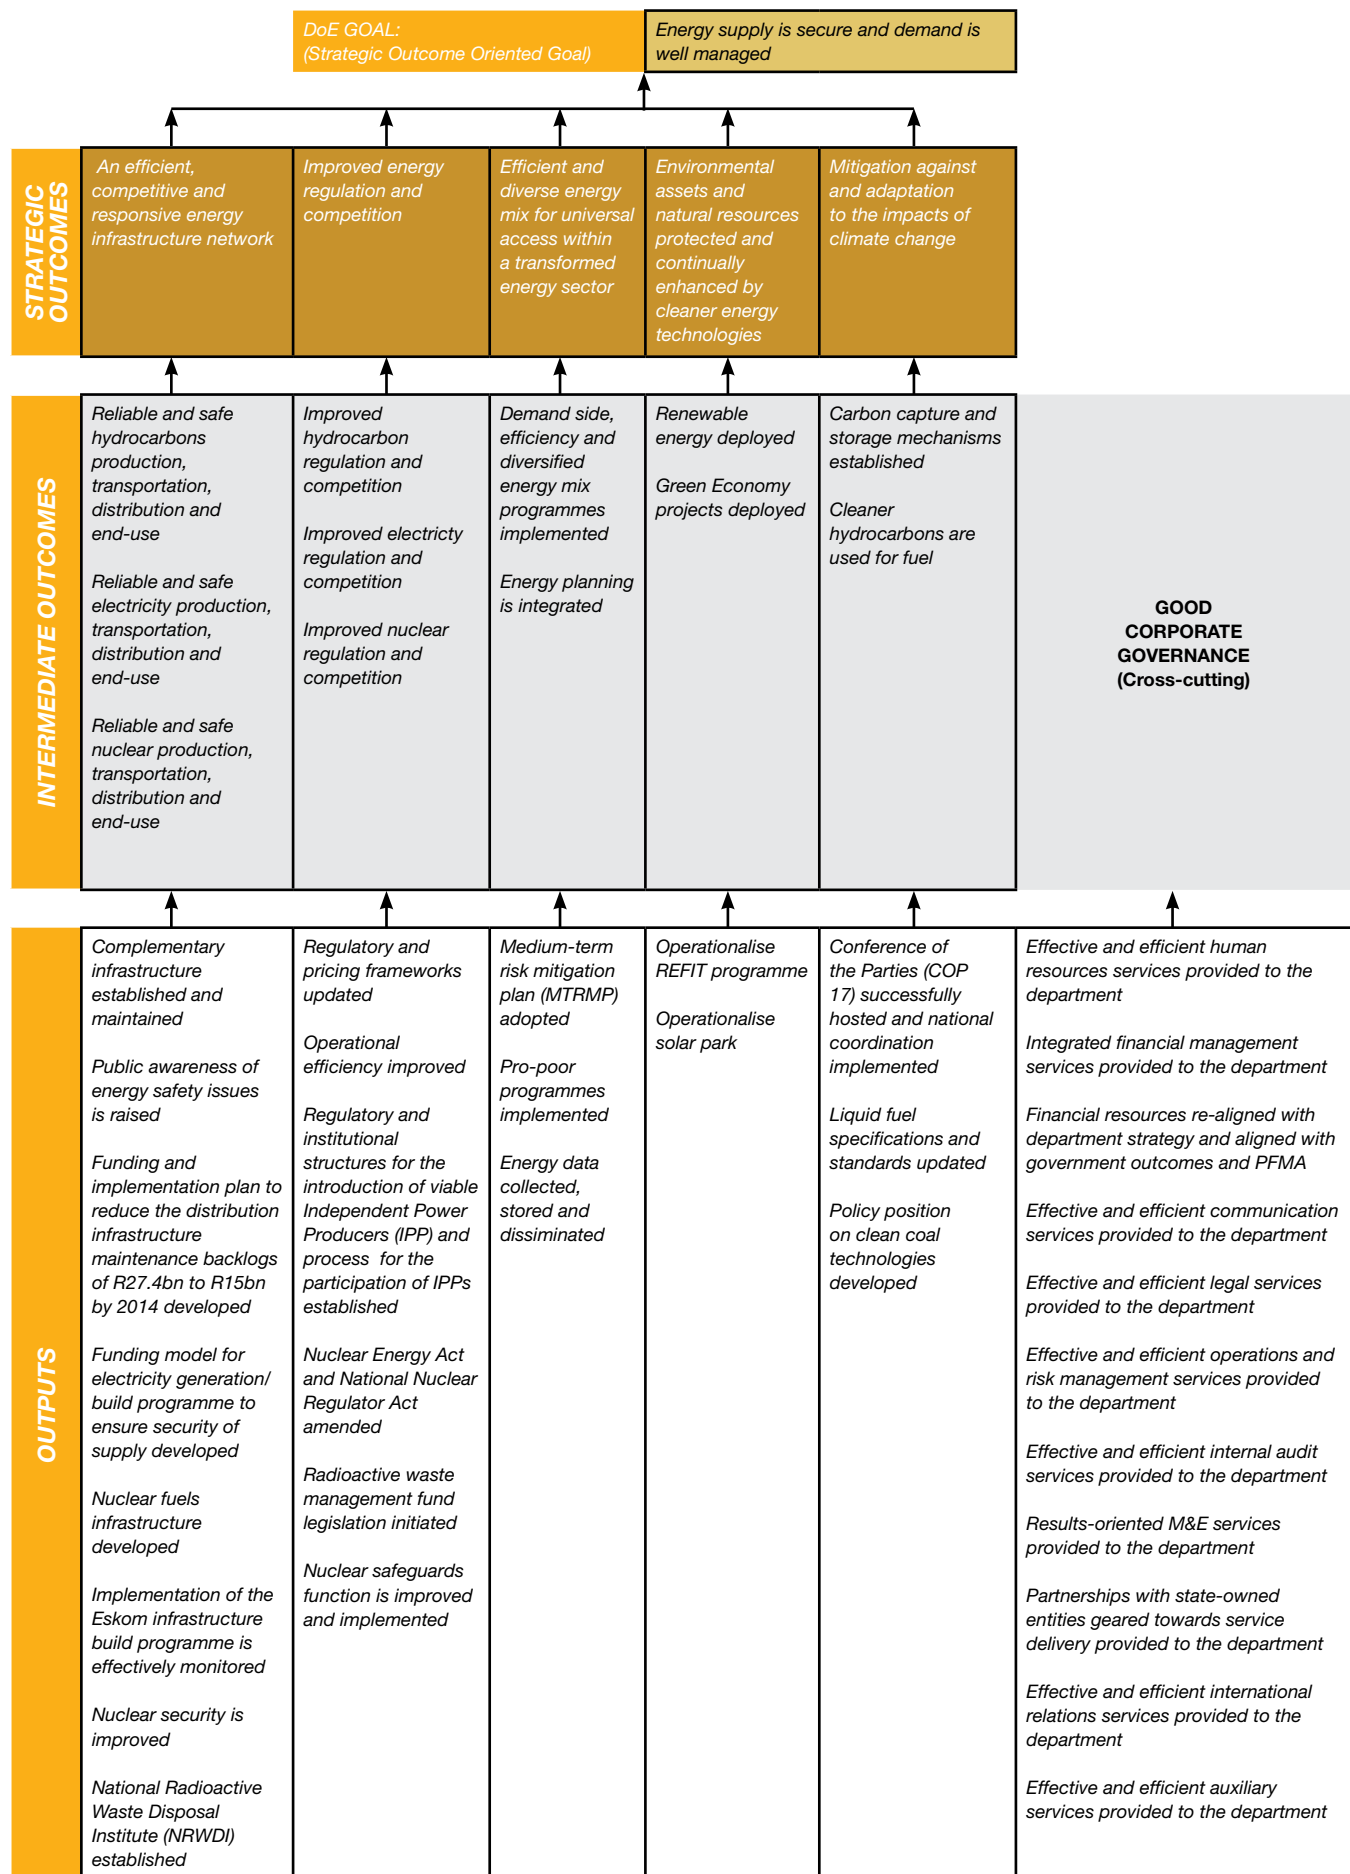 DoE GOAL:
(Strategic Outcome Oriented Goal)
Energy supply is secure and demand is
well managed
STRATEGIC
OUTCOMES
An efficient,
competitive and
responsive energy
infrastructure network
Improved energy
regulation and
competition
Efficient and
diverse energy
mix for universal
access within
a transformed
energy sector
Environmental
assets and
natural resources
protected and
continually
enhanced by
cleaner energy
technologies
Mitigation against
and adaptation
to the impacts of
climate change
INTERMEDIATE OUTCOMES
Reliable and safe
hydrocarbons
production,
transportation,
distribution and
end-use
Reliable and safe
electricity production,
transportation,
distribution and
end-use
Reliable and safe
nuclear production,
transportation,
distribution and
end-use
Improved
hydrocarbon
regulation and
competition
Improved electricty
regulation and
competition
Improved nuclear
regulation and
competition
Demand side,
efficiency and
diversified
energy mix
programmes
implemented
Energy planning
is integrated
Renewable
energy deployed
Green Economy
projects deployed
Carbon capture and
storage mechanisms
established
Cleaner
hydrocarbons are
used for fuel
GOOD
CORPORATE
GOVERNANCE
(Cross-cutting)
OUTPUTS
Complementary
infrastructure
established and
maintained
Public awareness of
energy safety issues
is raised
Funding and
implementation plan to
reduce the distribution
infrastructure
maintenance backlogs
of R27.4bn to R15bn
by 2014 developed
Funding model for
electricity generation/
build programme to
ensure security of
supply developed
Nuclear fuels
infrastructure
developed
Implementation of the
Eskom infrastructure
build programme is
effectively monitored
Nuclear security is
improved
National Radioactive
Waste Disposal
Institute (NRWDI)
established
Regulatory and
pricing frameworks
updated
Operational
efficiency improved
Regulatory and
institutional
structures for the
introduction of viable
Independent Power
Producers (IPP) and
process for the
participation of IPPs
established
Nuclear Energy Act
and National Nuclear
Regulator Act
amended
Radioactive waste
management fund
legislation initiated
Nuclear safeguards
function is improved
and implemented
Medium-term
risk mitigation
plan (MTRMP)
adopted
Pro-poor
programmes
implemented
Energy data
collected,
stored and
dissiminated
Operationalise
REFIT programme
Operationalise
solar park
Conference of
the Parties (COP
17) successfully
hosted and national
coordination
implemented
Liquid fuel
specifications and
standards updated
Policy position
on clean coal
technologies
developed
Effective and efficient human
resources services provided to the
department
Integrated financial management
services provided to the department
Financial resources re-aligned with
department strategy and aligned with
government outcomes and PFMA
Effective and efficient communication
services provided to the department
Effective and efficient legal services
provided to the department
Effective and efficient operations and
risk management services provided
to the department
Effective and efficient internal audit
services provided to the department
Results-oriented M&E services
provided to the department
Partnerships with state-owned
entities geared towards service
delivery provided to the department
Effective and efficient international
relations services provided to the
department
Effective and efficient auxiliary
services provided to the department